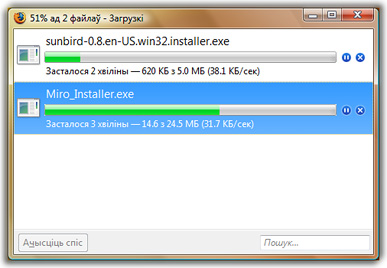 51% ад 2 файлаў - Загрузкі
sunbird-0.8.en-US.win32.installer.exe
Засталося 2 хвіліны — 620 КБ з 5.0 МБ (38.1 КБ/сек)
Miro_Installer.exe
Засталося 3 хвіліны — 14.6 з 24.5 МБ (31.7 КБ/сек)
Ачысціць спіс
Пошук...